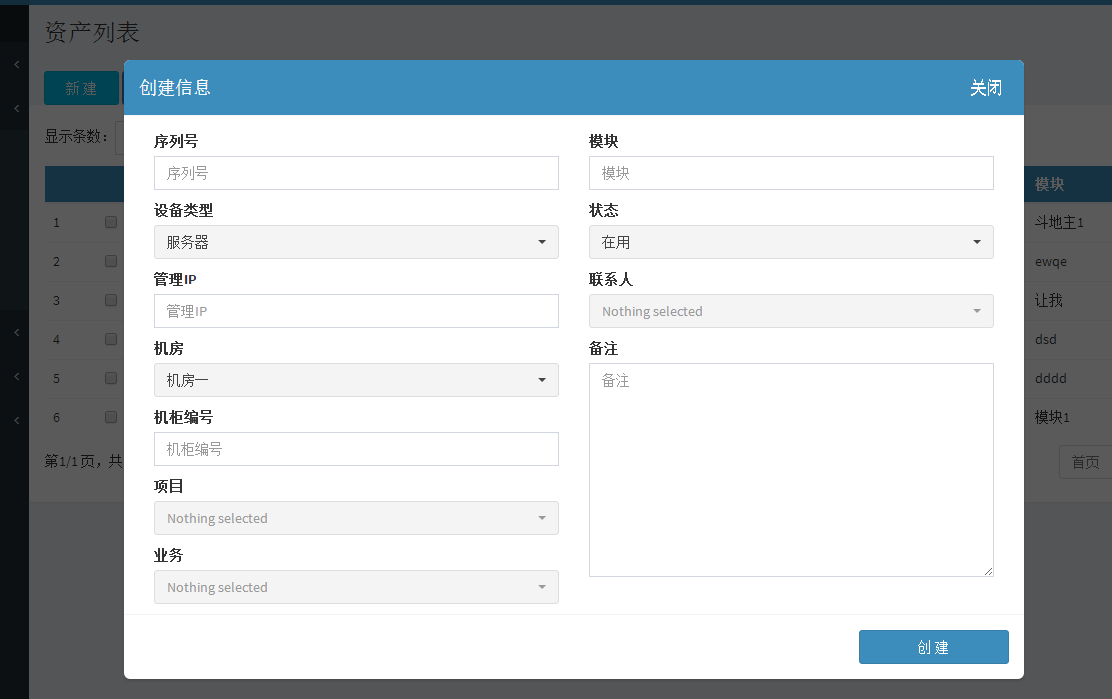 资产列表
新 建
显示条数：
创建信息
关闭
序列号
序列号
设备类型
服务器
管理IP
管理IP
机房
机房一
机柜编号
机柜编号
项目
Nothing selected
业务
Nothing selected
模块
模块
状态
在用
联系人
Nothing selected
备注
备注
创 建
模块
1
斗地主1
2
ewqe
3
让我
4
dsd
5
dddd
6
模块1
第1/1页，共
首页